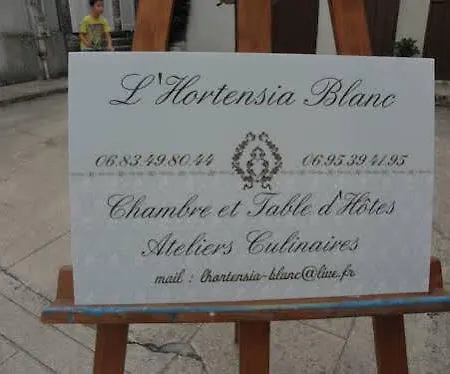 L'Hortensia Blanc
06.83.49.80.44 06.95.39.41.95
Chambre et Table d'Hôtes
Ateliers Culinaires
mail : lhortensia-blanc@live.fr